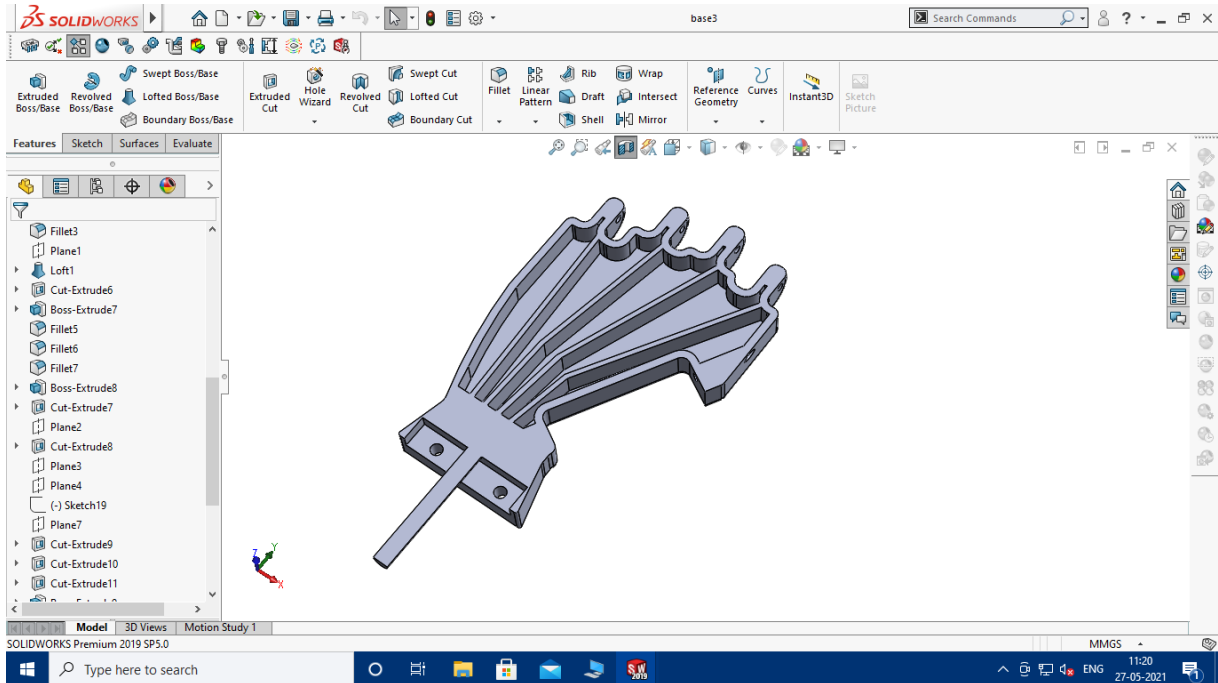 SOLIDWORKS
base3
Search Commands
?
Extruded Boss/Base
Revolved Boss/Base
Swept Boss/Base
Lofted Boss/Base
Boundary Boss/Base
Extruded Cut
Hole Wizard
Revolved Cut
Swept Cut
Lofted Cut
Boundary Cut
Fillet
Linear Pattern
Rib
Draft
Shell
Wrap
Intersect
Mirror
Reference Geometry
Curves
Instant3D
Sketch Picture
Features Sketch Surfaces Evaluate
Fillet3
Plane1
Loft1
Cut-Extrude6
Boss-Extrude7
Fillet5
Fillet6
Fillet7
Boss-Extrude8
Cut-Extrude7
Plane2
Cut-Extrude8
Plane3
Plane4
(-) Sketch19
Plane7
Cut-Extrude9
Cut-Extrude10
Cut-Extrude11
Z
Y
X
Model 3D Views Motion Study 1
SOLIDWORKS Premium 2019 SP5.0
MMGS
Type here to search
SW
2019
ENG
11:20
27-05-2021
1